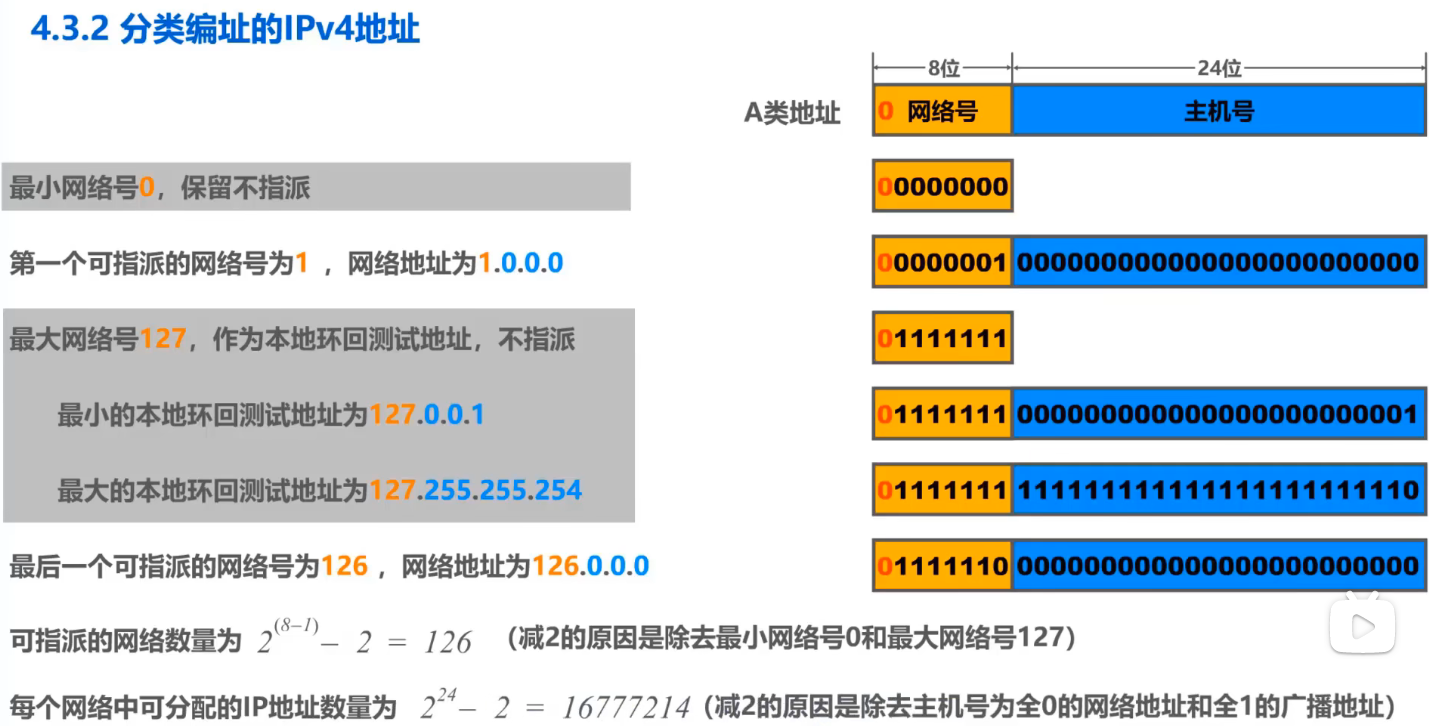 4.3.2 分类编址的IPv4地址
8位 24位
A类地址 0 网络号 主机号
最小网络号0，保留不指派 00000000
第一个可指派的网络号为1 ，网络地址为1.0.0.0 00000001 000000000000000000000000
最大网络号127，作为本地环回测试地址，不指派 01111111
最小的本地环回测试地址为127.0.0.1 01111111 000000000000000000000001
最大的本地环回测试地址为127.255.255.254 01111111 111111111111111111111110
最后一个可指派的网络号为126 ，网络地址为126.0.0.0 01111110 000000000000000000000000
可指派的网络数量为 2^(8–1) – 2 = 126 （减2的原因是除去最小网络号0和最大网络号127）
每个网络中可分配的IP地址数量为 2^24 – 2 = 16777214（减2的原因是除去主机号为全0的网络地址和全1的广播地址）